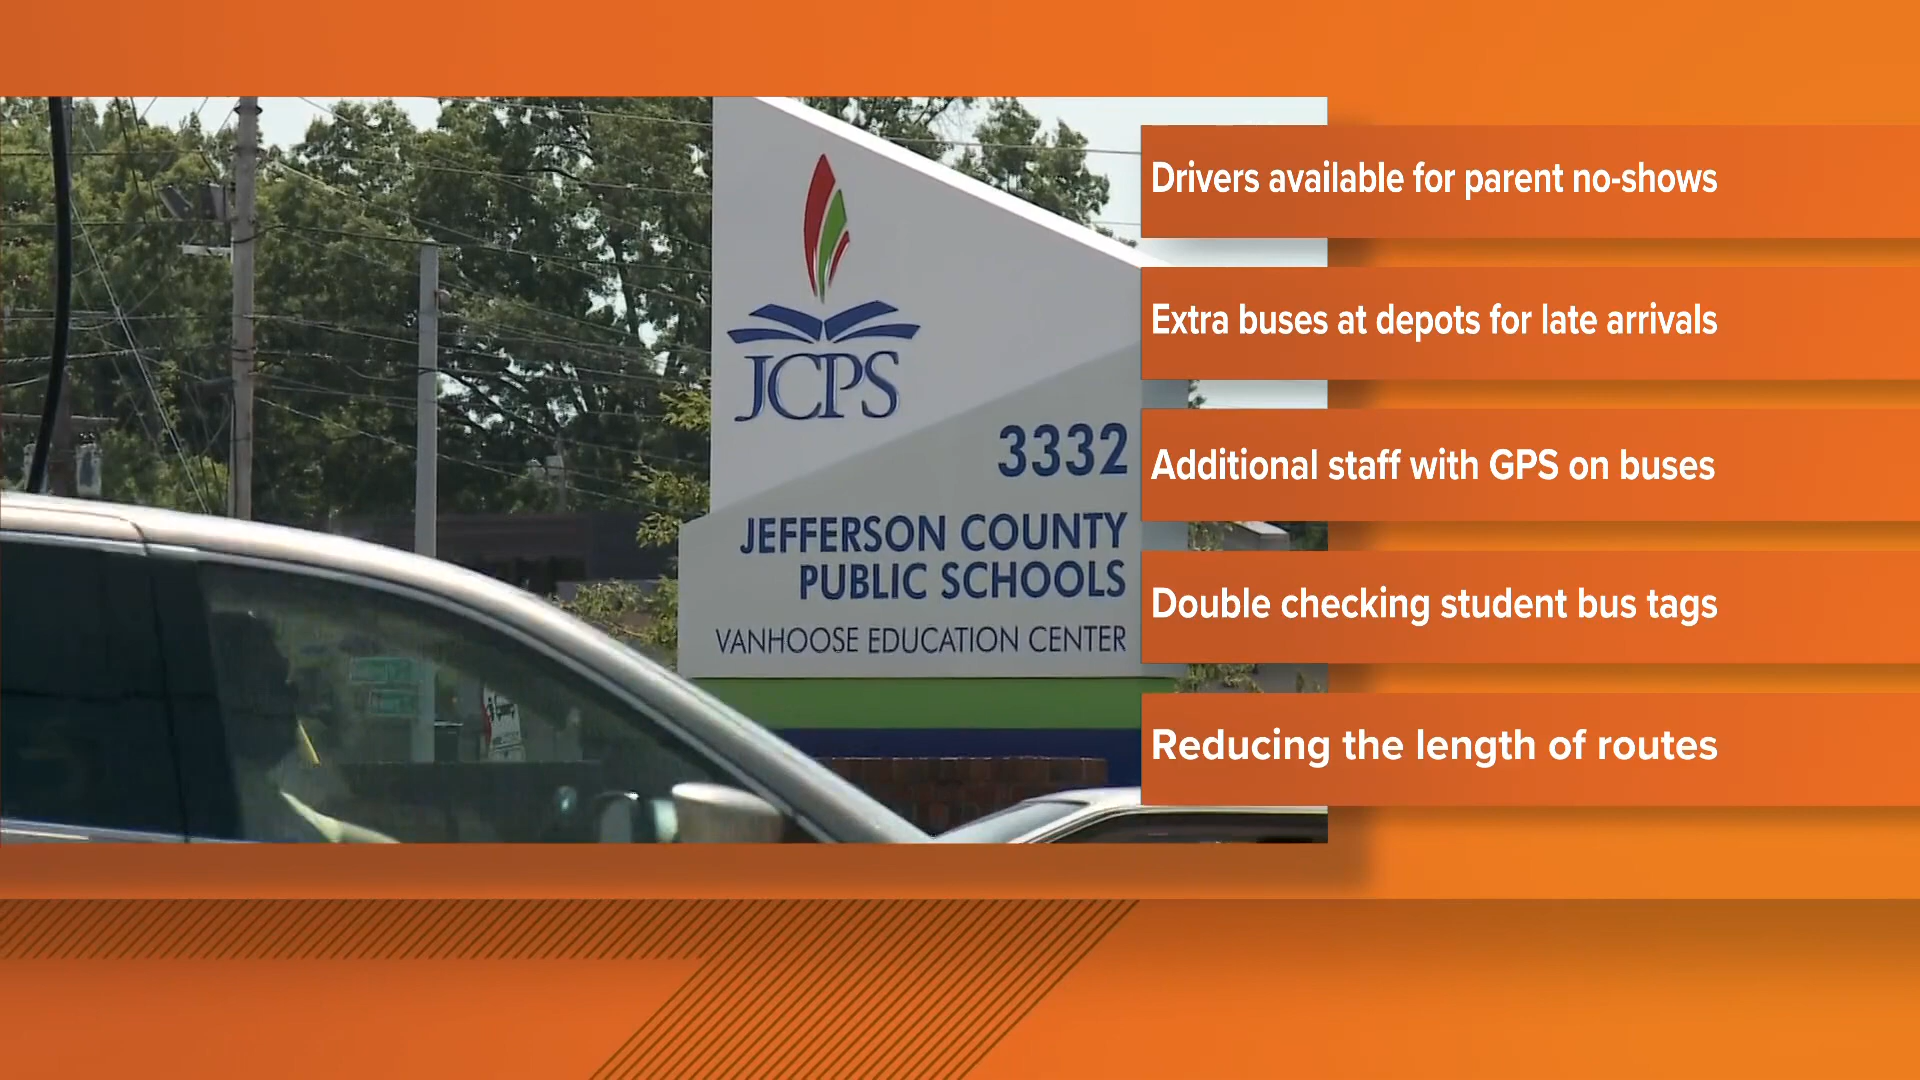 JCPS
3332
JEFFERSON COUNTY
PUBLIC SCHOOLS
VANHOOSE EDUCATION CENTER
Drivers available for parent no-shows
Extra buses at depots for late arrivals
Additional staff with GPS on buses
Double checking student bus tags
Reducing the length of routes